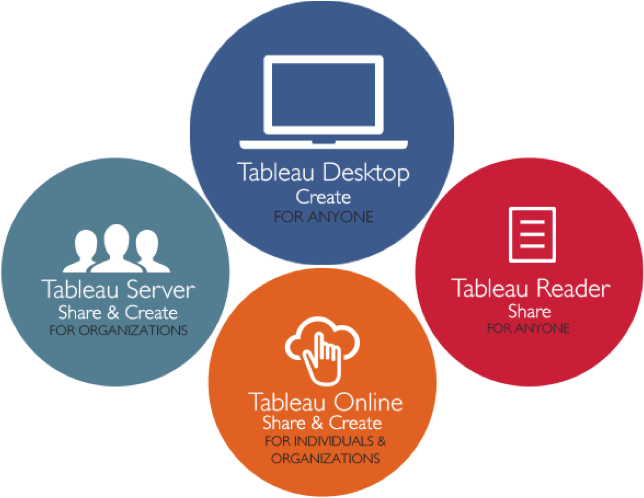 Tableau Desktop
Create
FOR ANYONE
Tableau Server
Share & Create
FOR ORGANIZATIONS
Tableau Reader
Share
FOR ANYONE
Tableau Online
Share & Create
FOR INDIVIDUALS &
ORGANIZATIONS